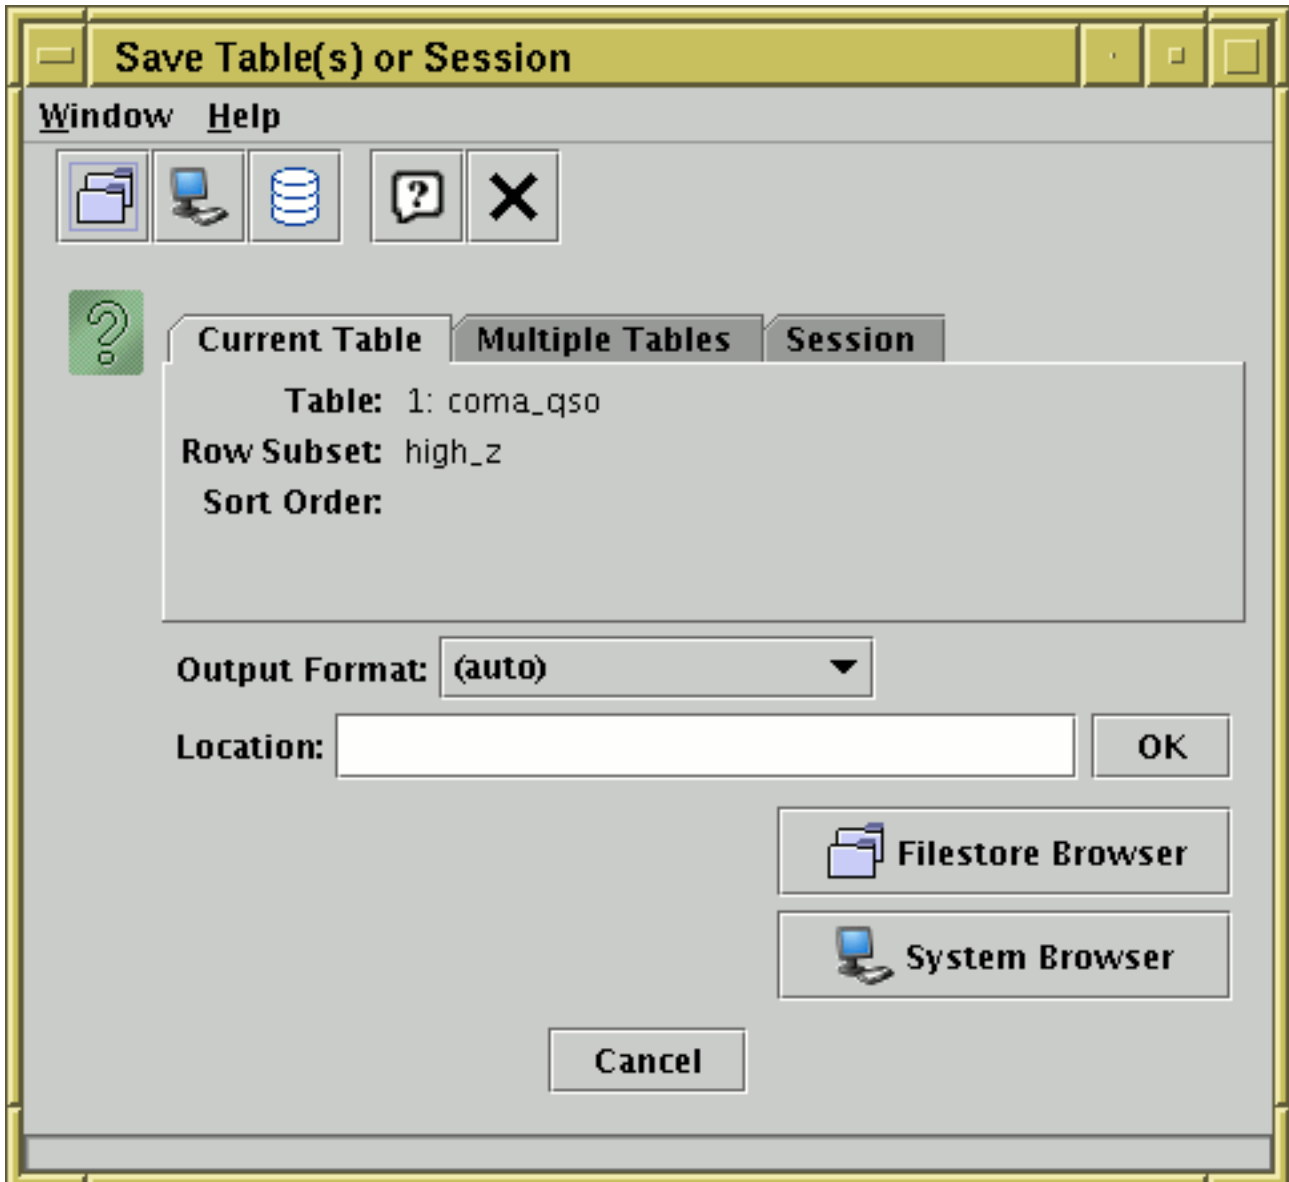 Save Table(s) or Session
Window Help
Current Table Multiple Tables Session
Table: 1: coma_qso
Row Subset: high_z
Sort Order:
Output Format: (auto)
Location: OK
Filestore Browser
System Browser
Cancel